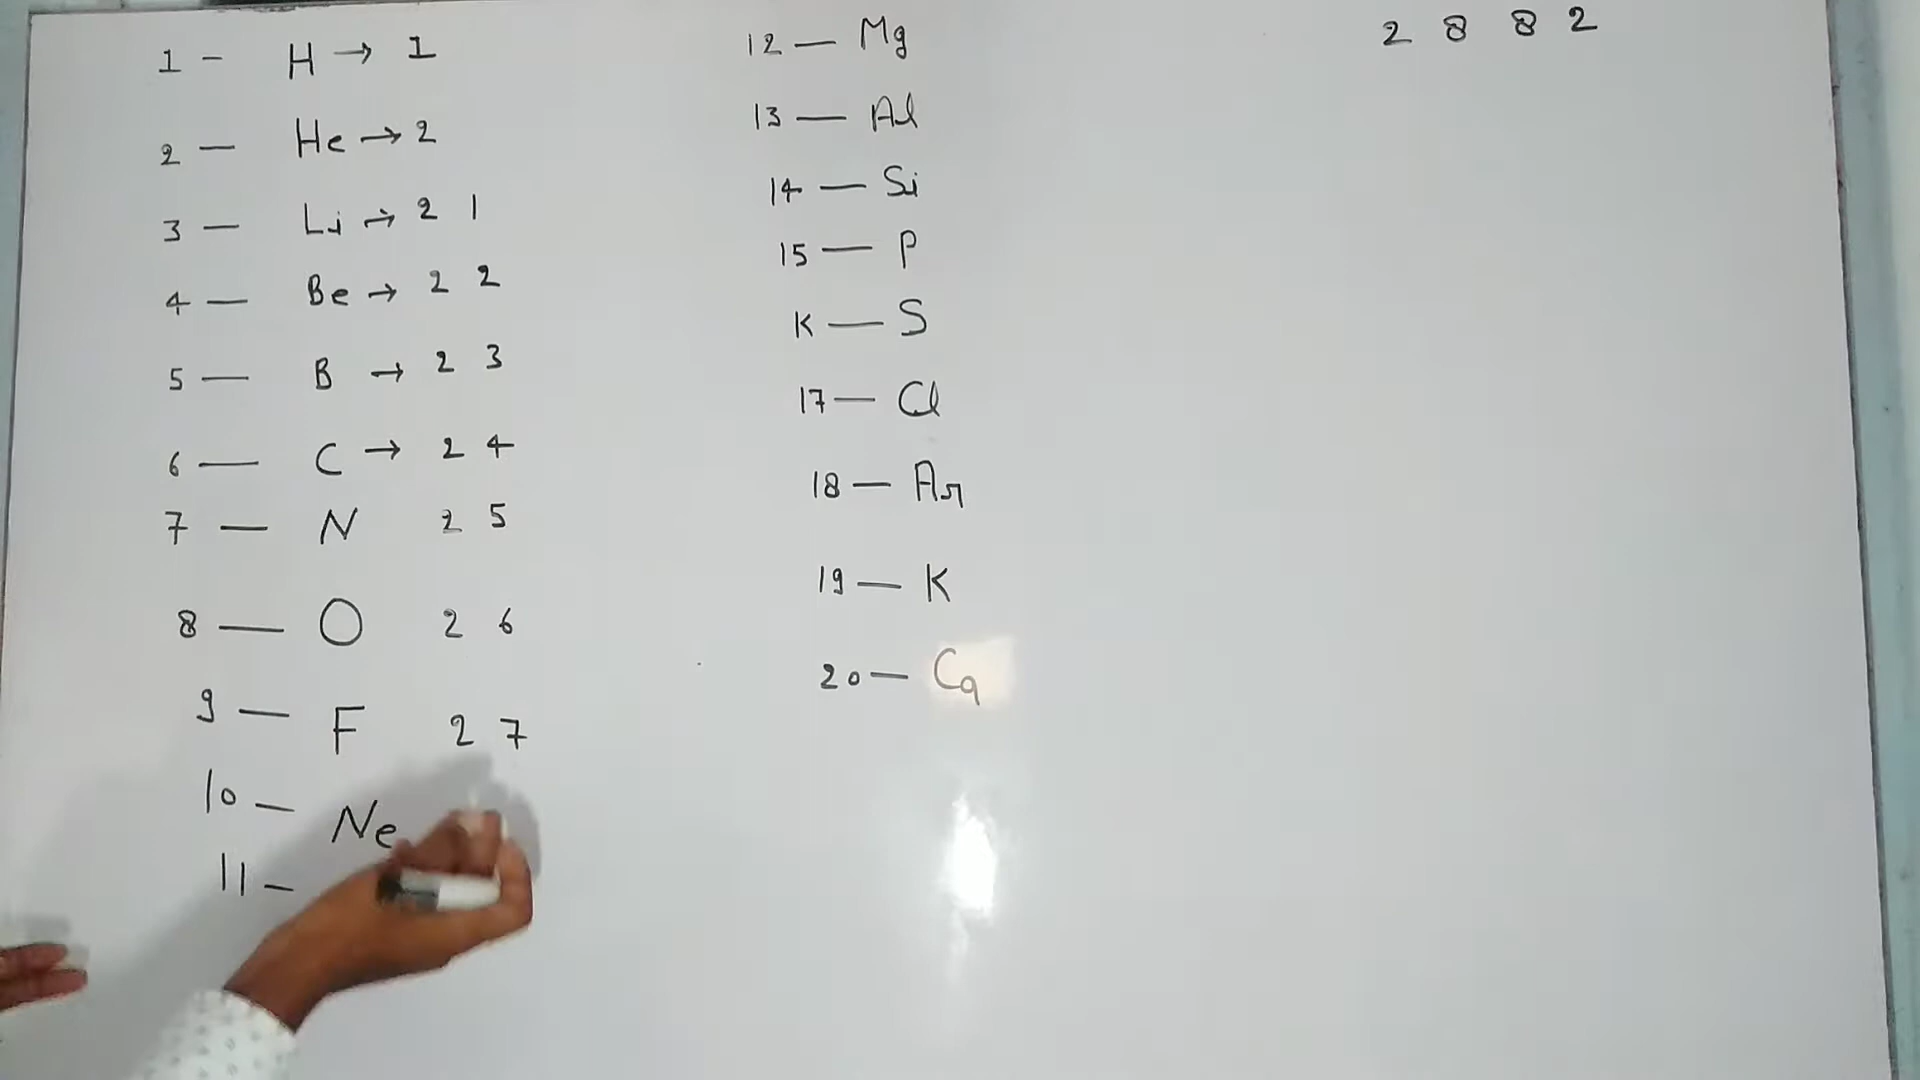 1 - H → 1
2 — He → 2
3 — Li → 2 1
4 — Be → 2 2
5 — B → 2 3
6 — C → 2 4
7 — N 2 5
8 — O 2 6
9 — F 2 7
10 — Ne
11 —
12 — Mg
13 — Al
14 — Si
15 — P
K — S
17 — Cl
18 — Ar
19 — K
20 — Ca
2 8 8 2